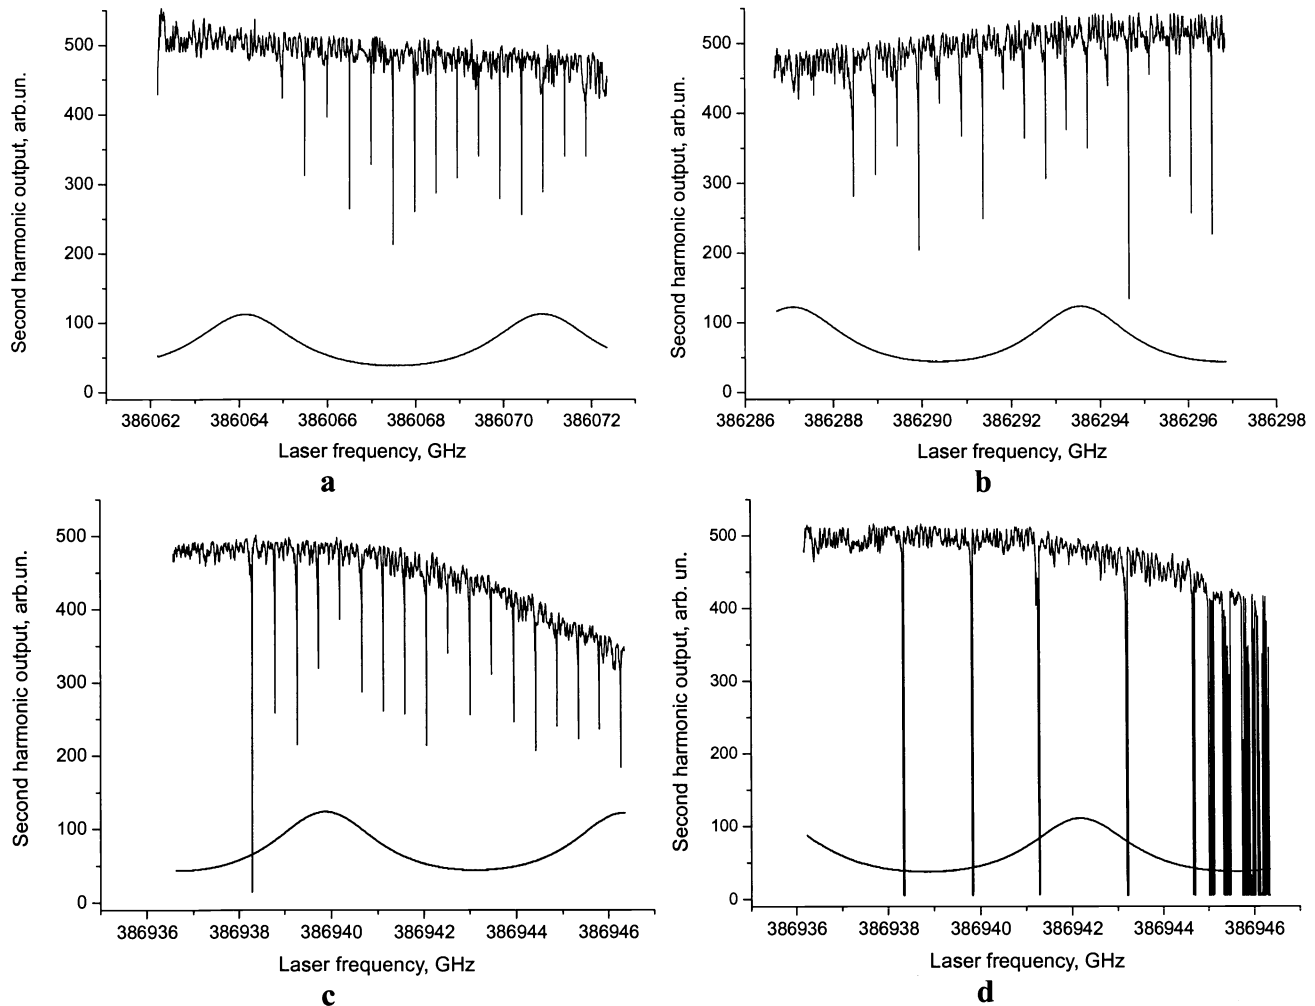 Second harmonic output, arb.un.
500
400
300
200
100
0
386062 386064 386066 386068 386070 386072
Laser frequency, GHz
a
Second harmonic output, arb.un.
500
400
300
200
100
0
386286 386288 386290 386292 386294 386296 386298
Laser frequency, GHz
b
Second harmonic output, arb.un.
500
400
300
200
100
0
386936 386938 386940 386942 386944 386946
Laser frequency, GHz
c
Second harmonic output, arb. un.
500
400
300
200
100
0
386936 386938 386940 386942 386944 386946
Laser frequency, GHz
d